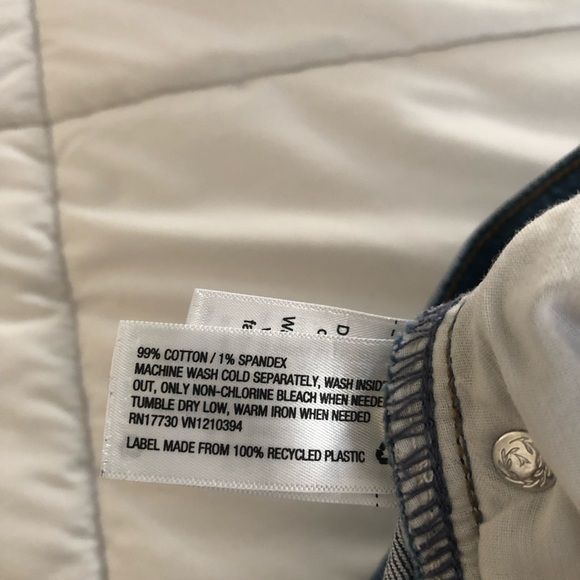 99% COTTON / 1% SPANDEX
MACHINE WASH COLD SEPARATELY, WASH INSID
OUT, ONLY NON-CHLORINE BLEACH WHEN NEEDE
TUMBLE DRY LOW, WARM IRON WHEN NEEDED
RN17730 VN1210394
LABEL MADE FROM 100% RECYCLED PLASTIC